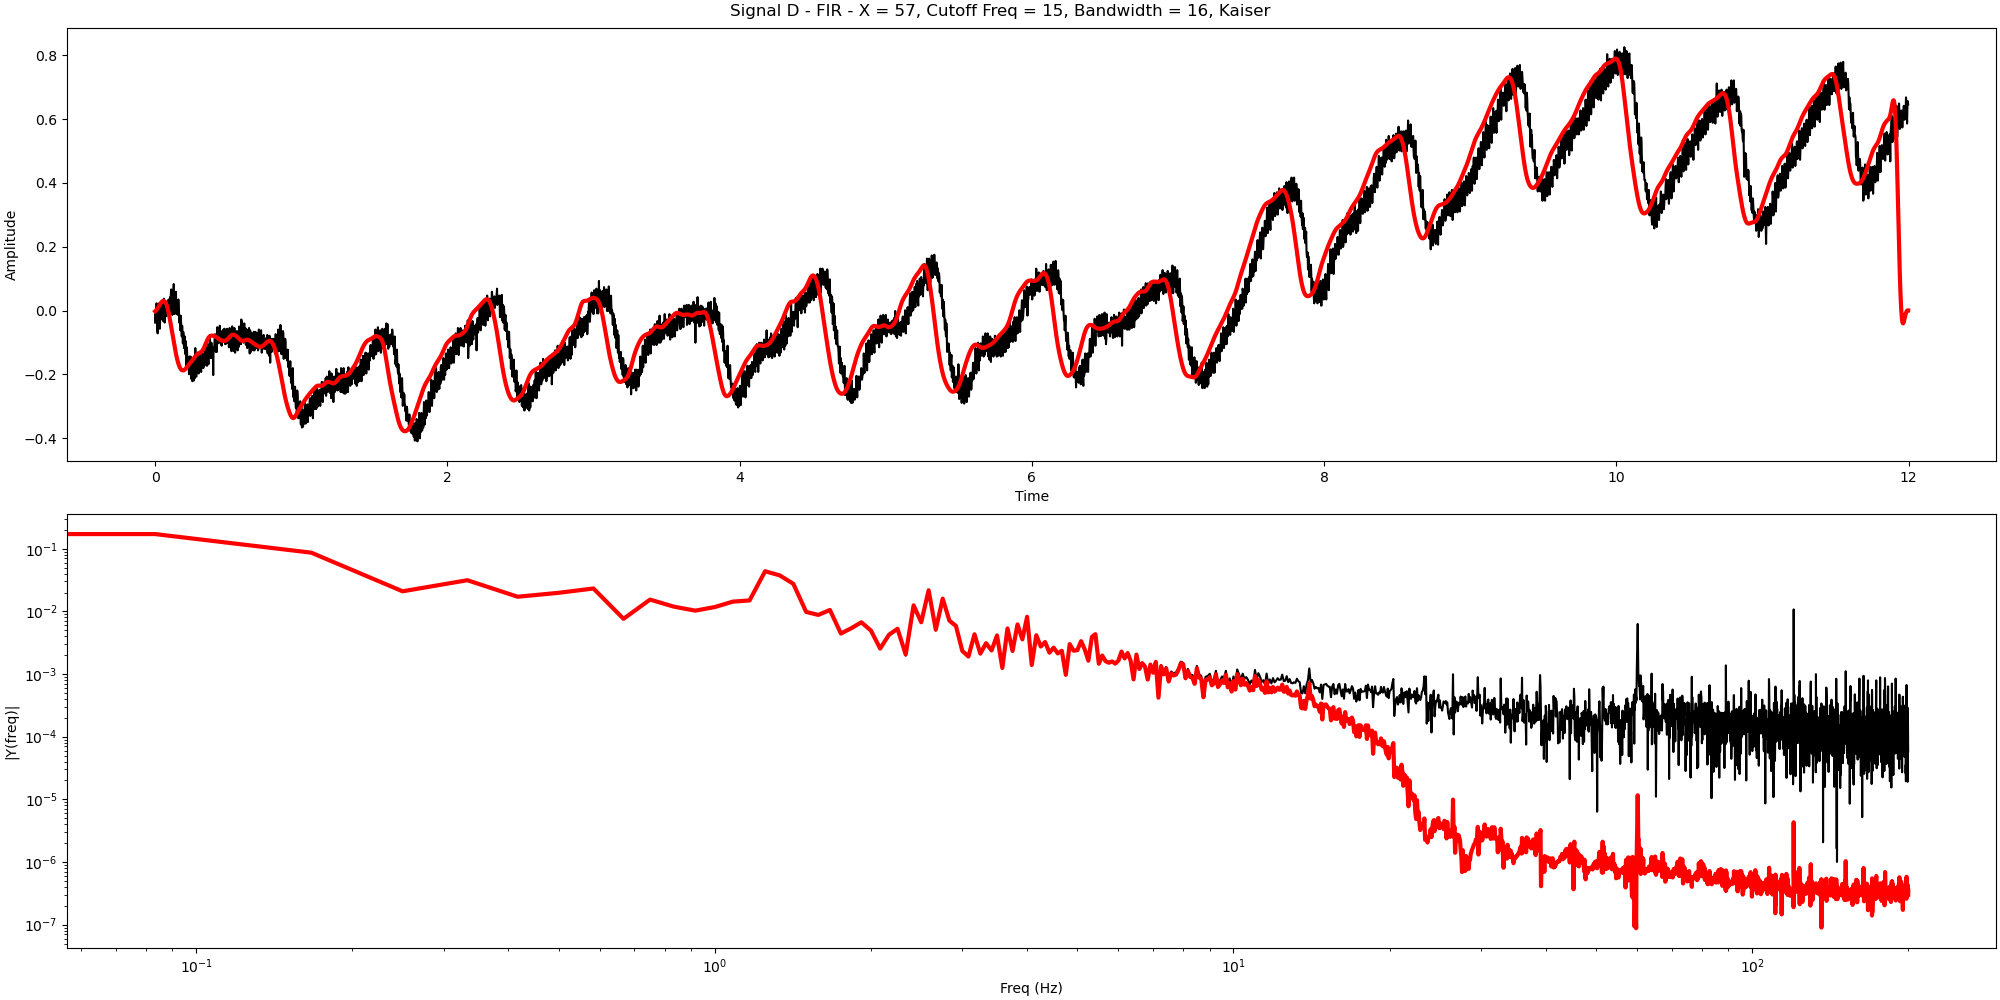 Signal D - FIR - X = 57, Cutoff Freq = 15, Bandwidth = 16, Kaiser
Amplitude
0.8
0.6
0.4
0.2
0.0
−0.2
−0.4
0 2 4 6 8 10 12
Time
|Y(freq)|
10⁻¹
10⁻²
10⁻³
10⁻⁴
10⁻⁵
10⁻⁶
10⁻⁷
10⁻¹ 10⁰ 10¹ 10²
Freq (Hz)